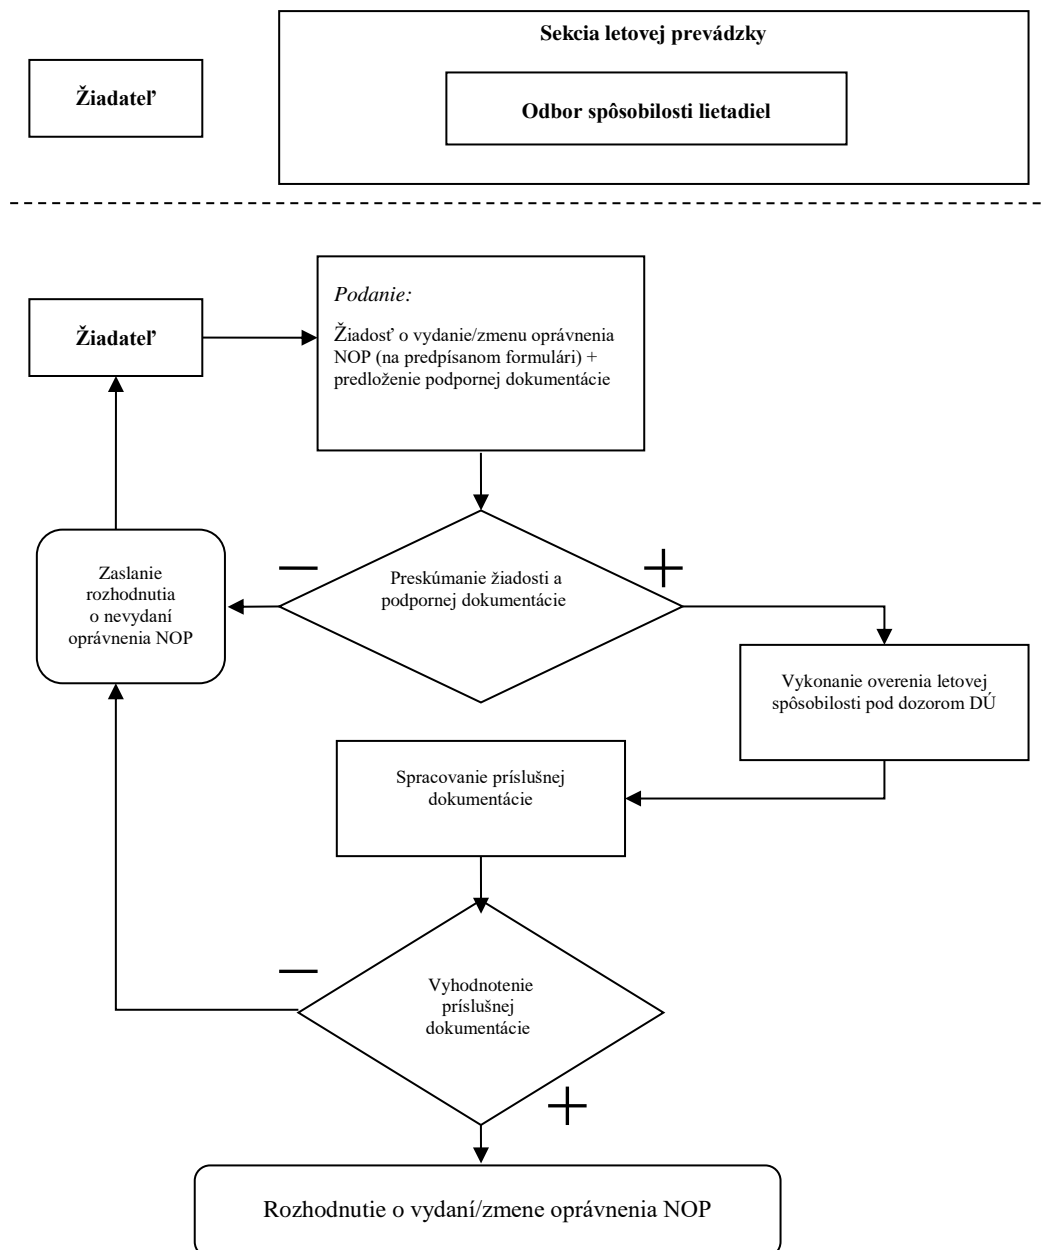 Sekcia letovej prevádzky
Žiadateľ
Odbor spôsobilosti lietadiel
Podanie:
Žiadosť o vydanie/zmenu oprávnenia
NOP (na predpísanom formulári) +
predloženie podpornej dokumentácie
Žiadateľ
Zaslanie
rozhodnutia
o nevydaní
oprávnenia NOP
Preskúmanie žiadosti a
podpornej dokumentácie
Vykonanie overenia letovej
spôsobilosti pod dozorom DÚ
Spracovanie príslušnej
dokumentácie
Vyhodnotenie
príslušnej
dokumentácie
Rozhodnutie o vydaní/zmene oprávnenia NOP